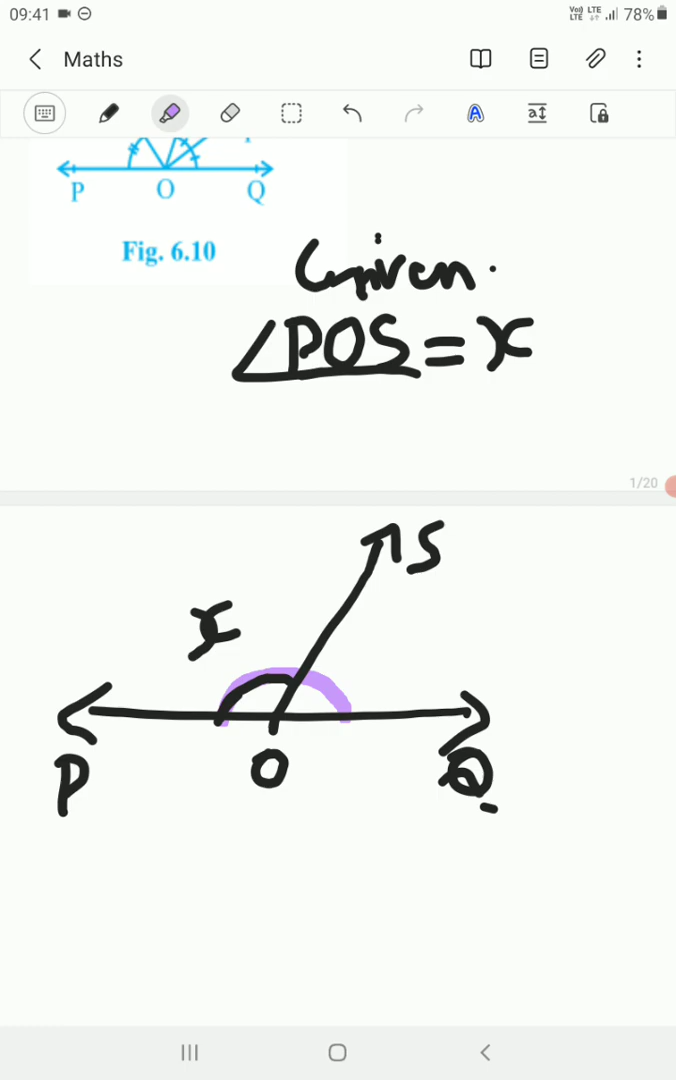 09:41 78%
Maths
P O Q
Fig. 6.10
Given.
∠POS = x
1/20
S
x
P O Q